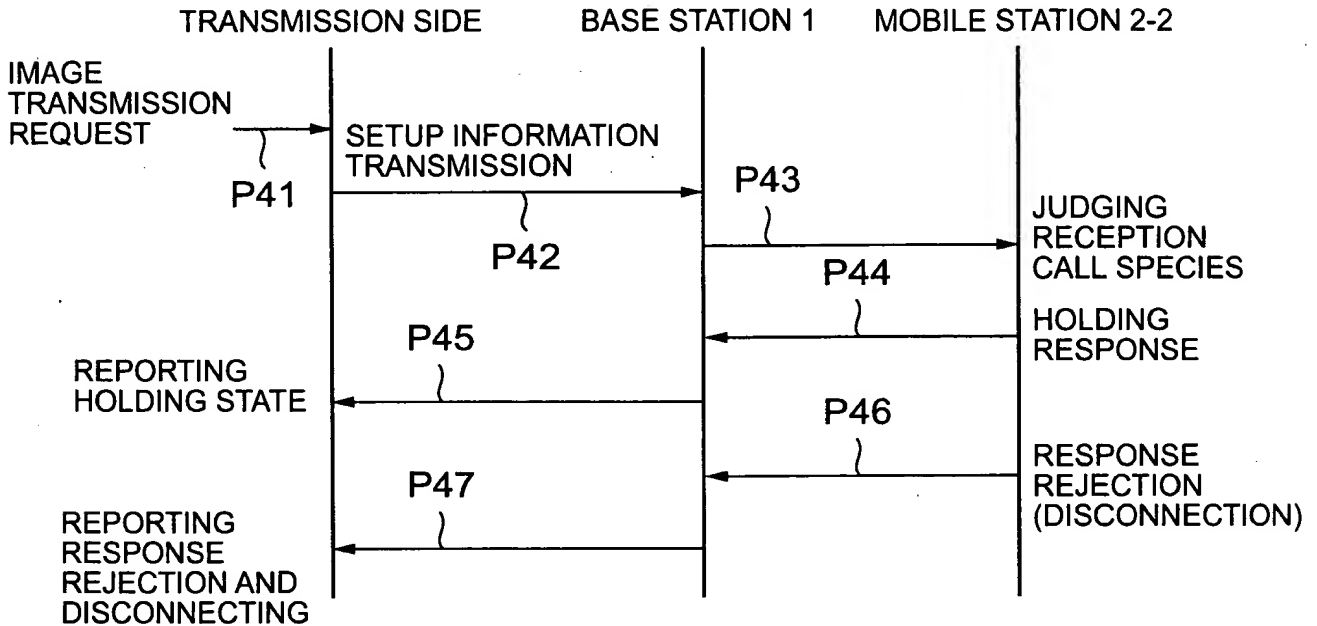 TRANSMISSION SIDE
BASE STATION 1
MOBILE STATION 2-2
IMAGE
TRANSMISSION
REQUEST
P41
SETUP INFORMATION
TRANSMISSION
P42
P43
JUDGING
RECEPTION
CALL SPECIES
P44
HOLDING
RESPONSE
P45
REPORTING
HOLDING STATE
P46
RESPONSE
REJECTION
(DISCONNECTION)
P47
REPORTING
RESPONSE
REJECTION AND
DISCONNECTING